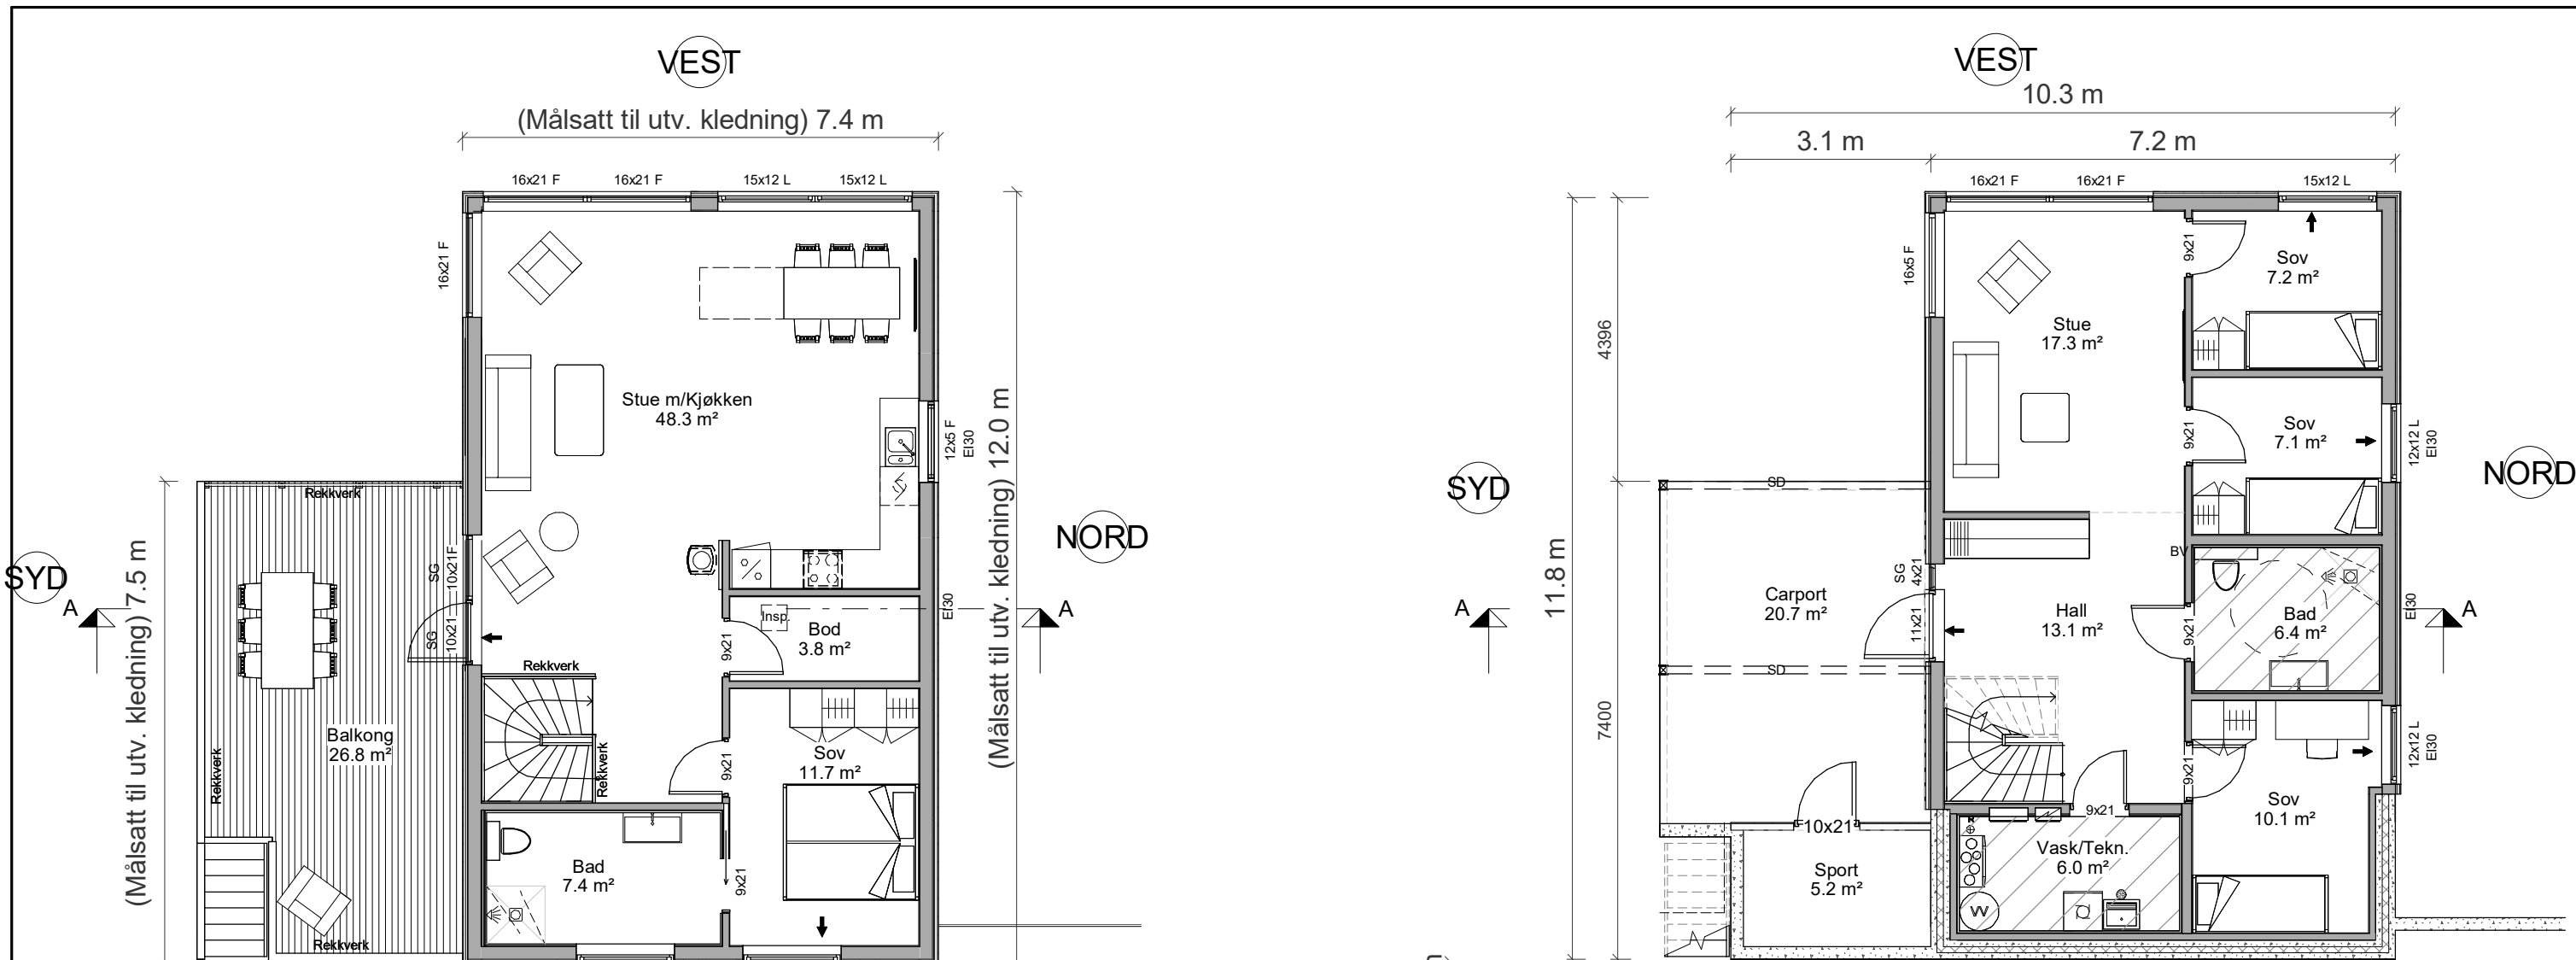 VEST
(Målsatt til utv. kledning) 7.4 m
16x21 F
16x21 F
15x12 L
15x12 L
16x21 F
Stue m/Kjøkken
48.3 m²
12x5 F
EI30
(Målsatt til utv. kledning) 12.0 m
NORD
SYD
A
A
(Målsatt til utv. kledning) 7.5 m
Rekkverk
SG
10x21F
SG
10x21
Insp.
Bod
3.8 m²
9x21
EI30
Rekkverk
Rekkverk
Balkong
26.8 m²
Rekkverk
Rekkverk
Sov
11.7 m²
9x21
Bad
7.4 m²
9x21
VEST
10.3 m
3.1 m
7.2 m
16x21 F
16x21 F
15x12 L
16x5 F
9x21
Sov
7.2 m²
Stue
17.3 m²
4396
9x21
Sov
7.1 m²
12x12 L
EI30
SYD
NORD
11.8 m
7400
SD
SD
A
A
Carport
20.7 m²
SG
4x21
11x21
Hall
13.1 m²
BV
9x21
Bad
6.4 m²
EI30
9x21
12x12 L
EI30
Sov
10.1 m²
9x21
10x21
Sport
5.2 m²
Vask/Tekn.
6.0 m²
VV